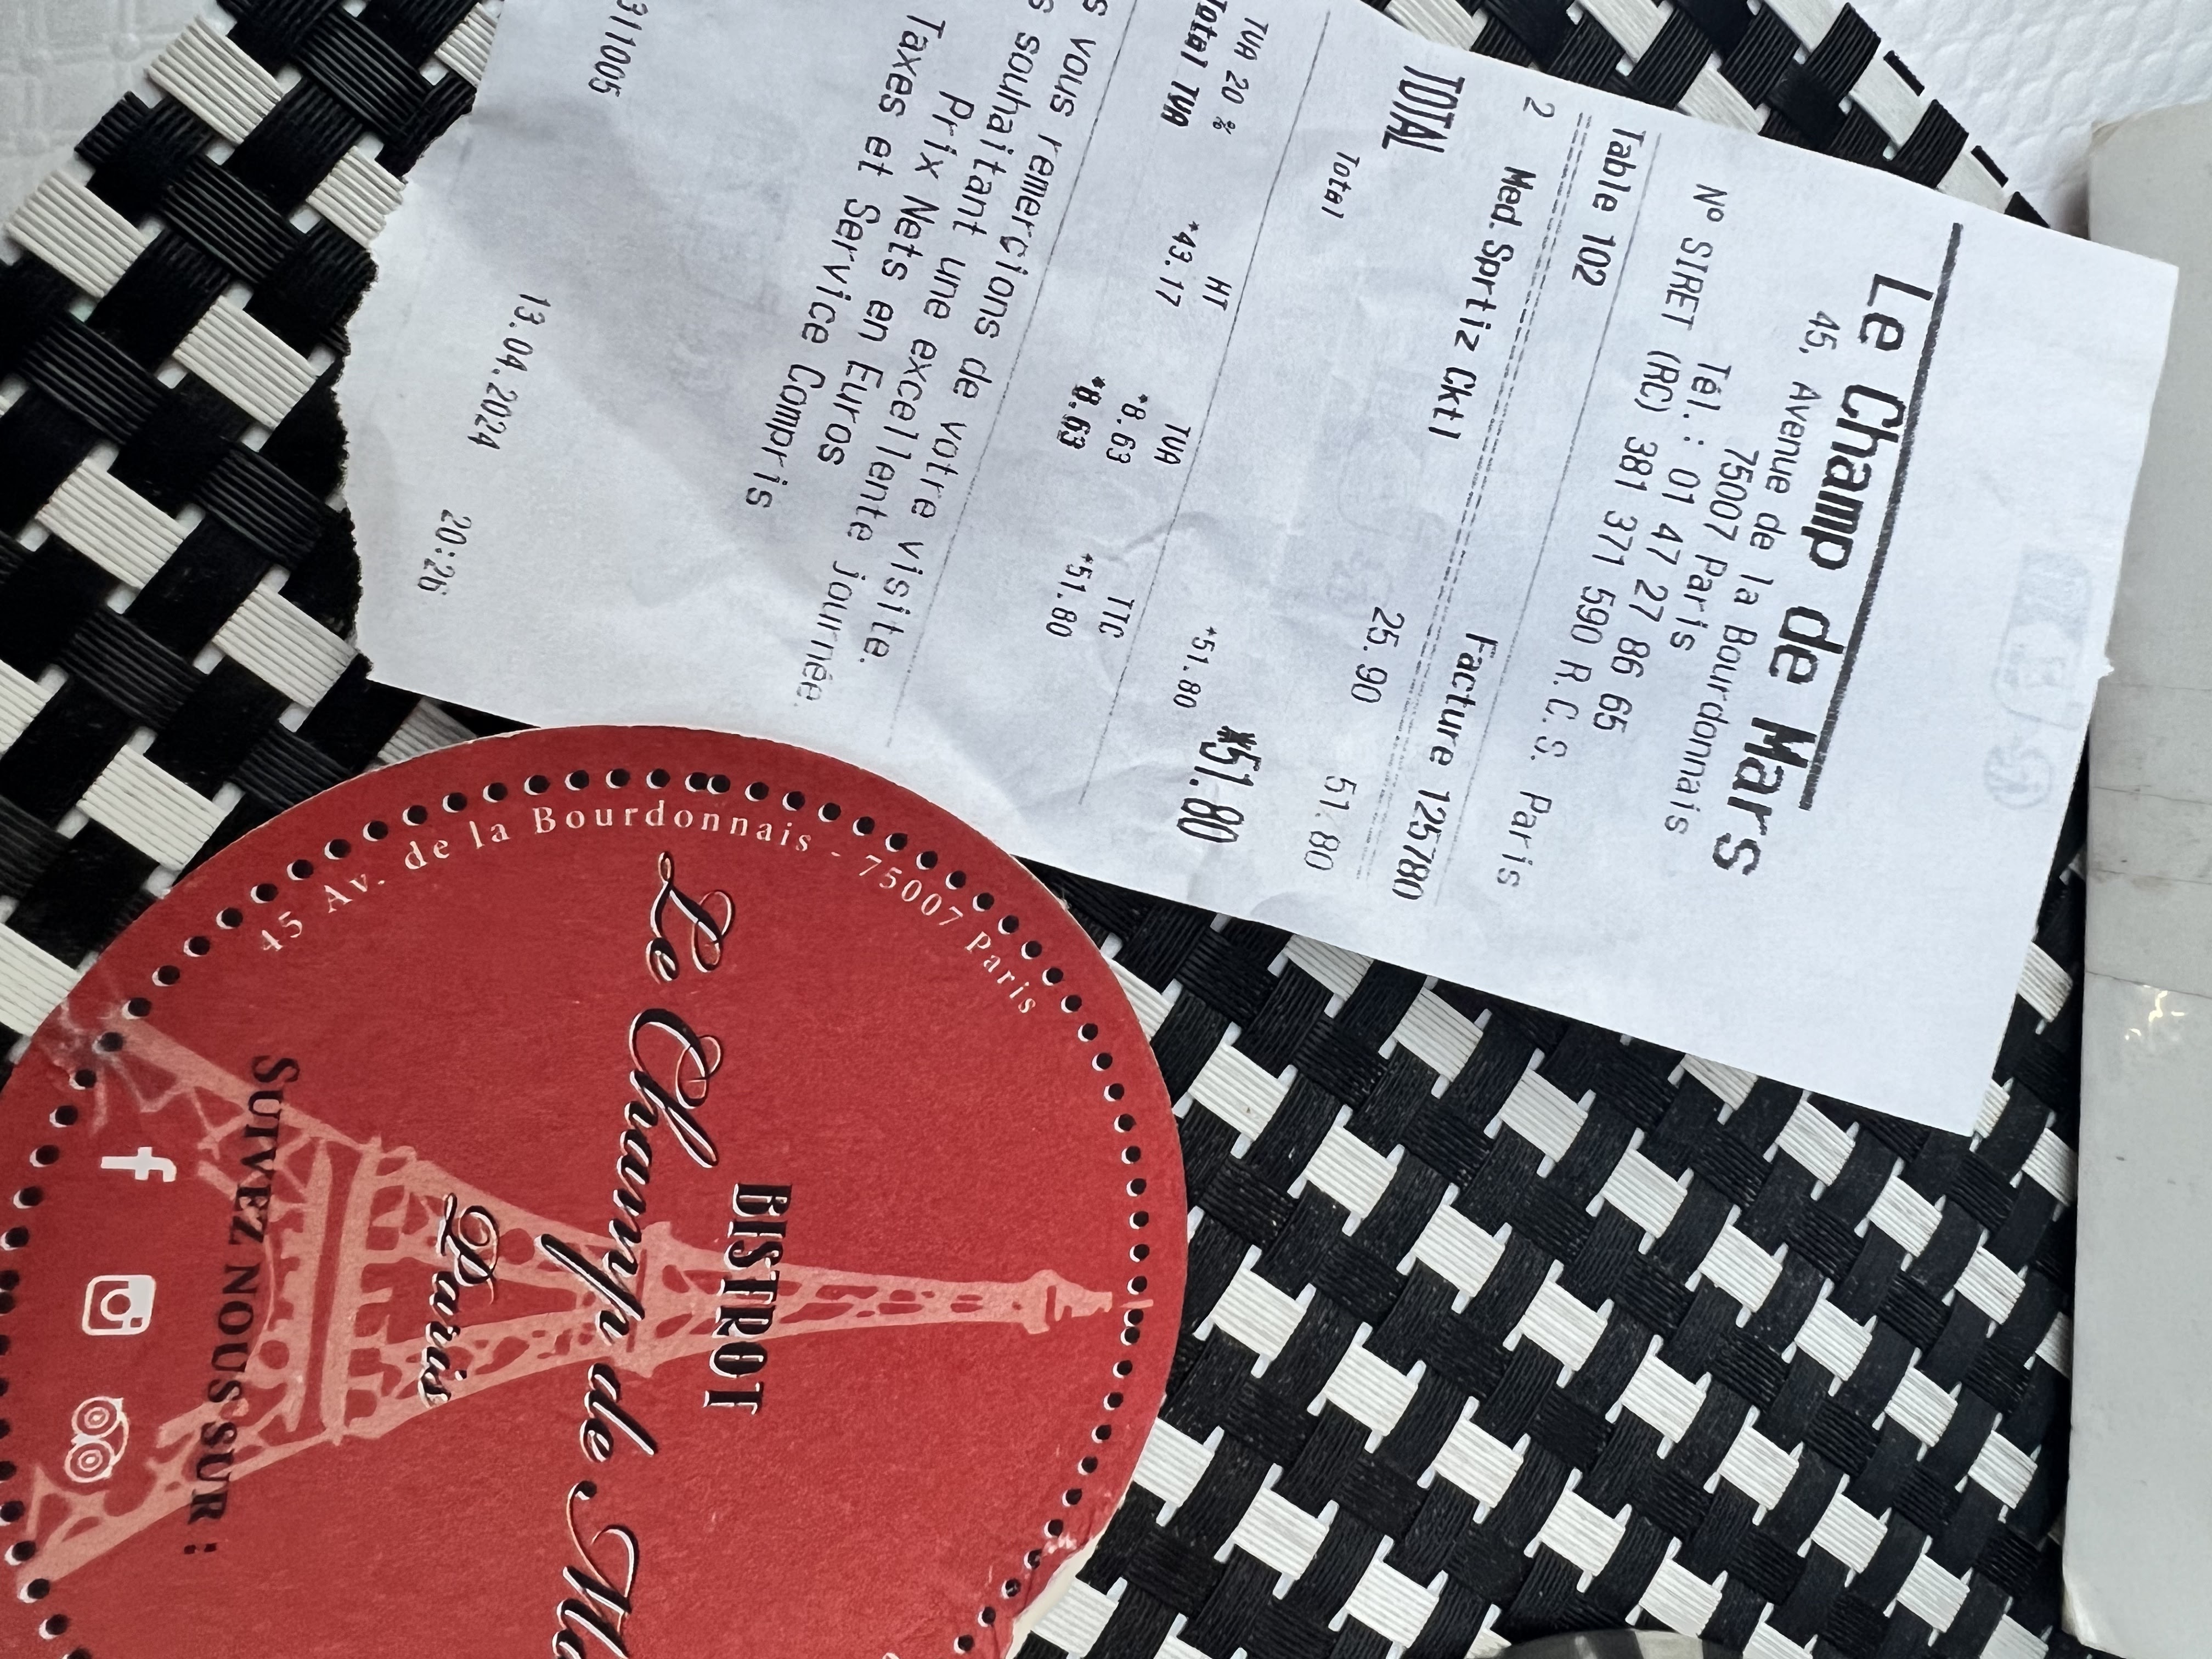 Le Champ de Mars
45, Avenue de la Bourdonnais
75007 Paris
Tél.: 01 47 27 86 65
N° SIRET (RC) 381 371 590 R.C.S. Paris
Table 102 Facture 125780
2 Med.Sprtiz Cktl 25.90 51.80
TOTAL *51.80
Total *51.80
HT TVA TTC
TVA 20 % *43.17 *8.63 *51.80
Total TVA *8.63
s vous remercions de votre visite.
s souhaitant une excellente journée.
Prix Nets en Euros
Taxes et Service Compris
311005 13.04.2024 20:26
45 Av. de la Bourdonnais - 75007 Paris
BISTROT
Le Champ de Ma
Paris
SUIVEZ NOUS SUR :
f